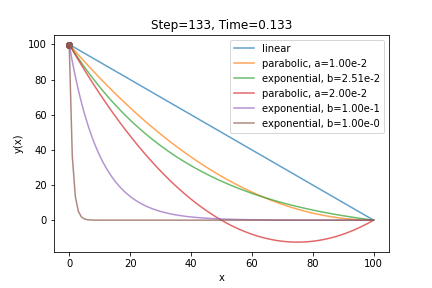 Step=133, Time=0.133
100
80
60
40
20
0
y(x)
linear
parabolic, a=1.00e-2
exponential, b=2.51e-2
parabolic, a=2.00e-2
exponential, b=1.00e-1
exponential, b=1.00e-0
0
20
40
60
80
100
x